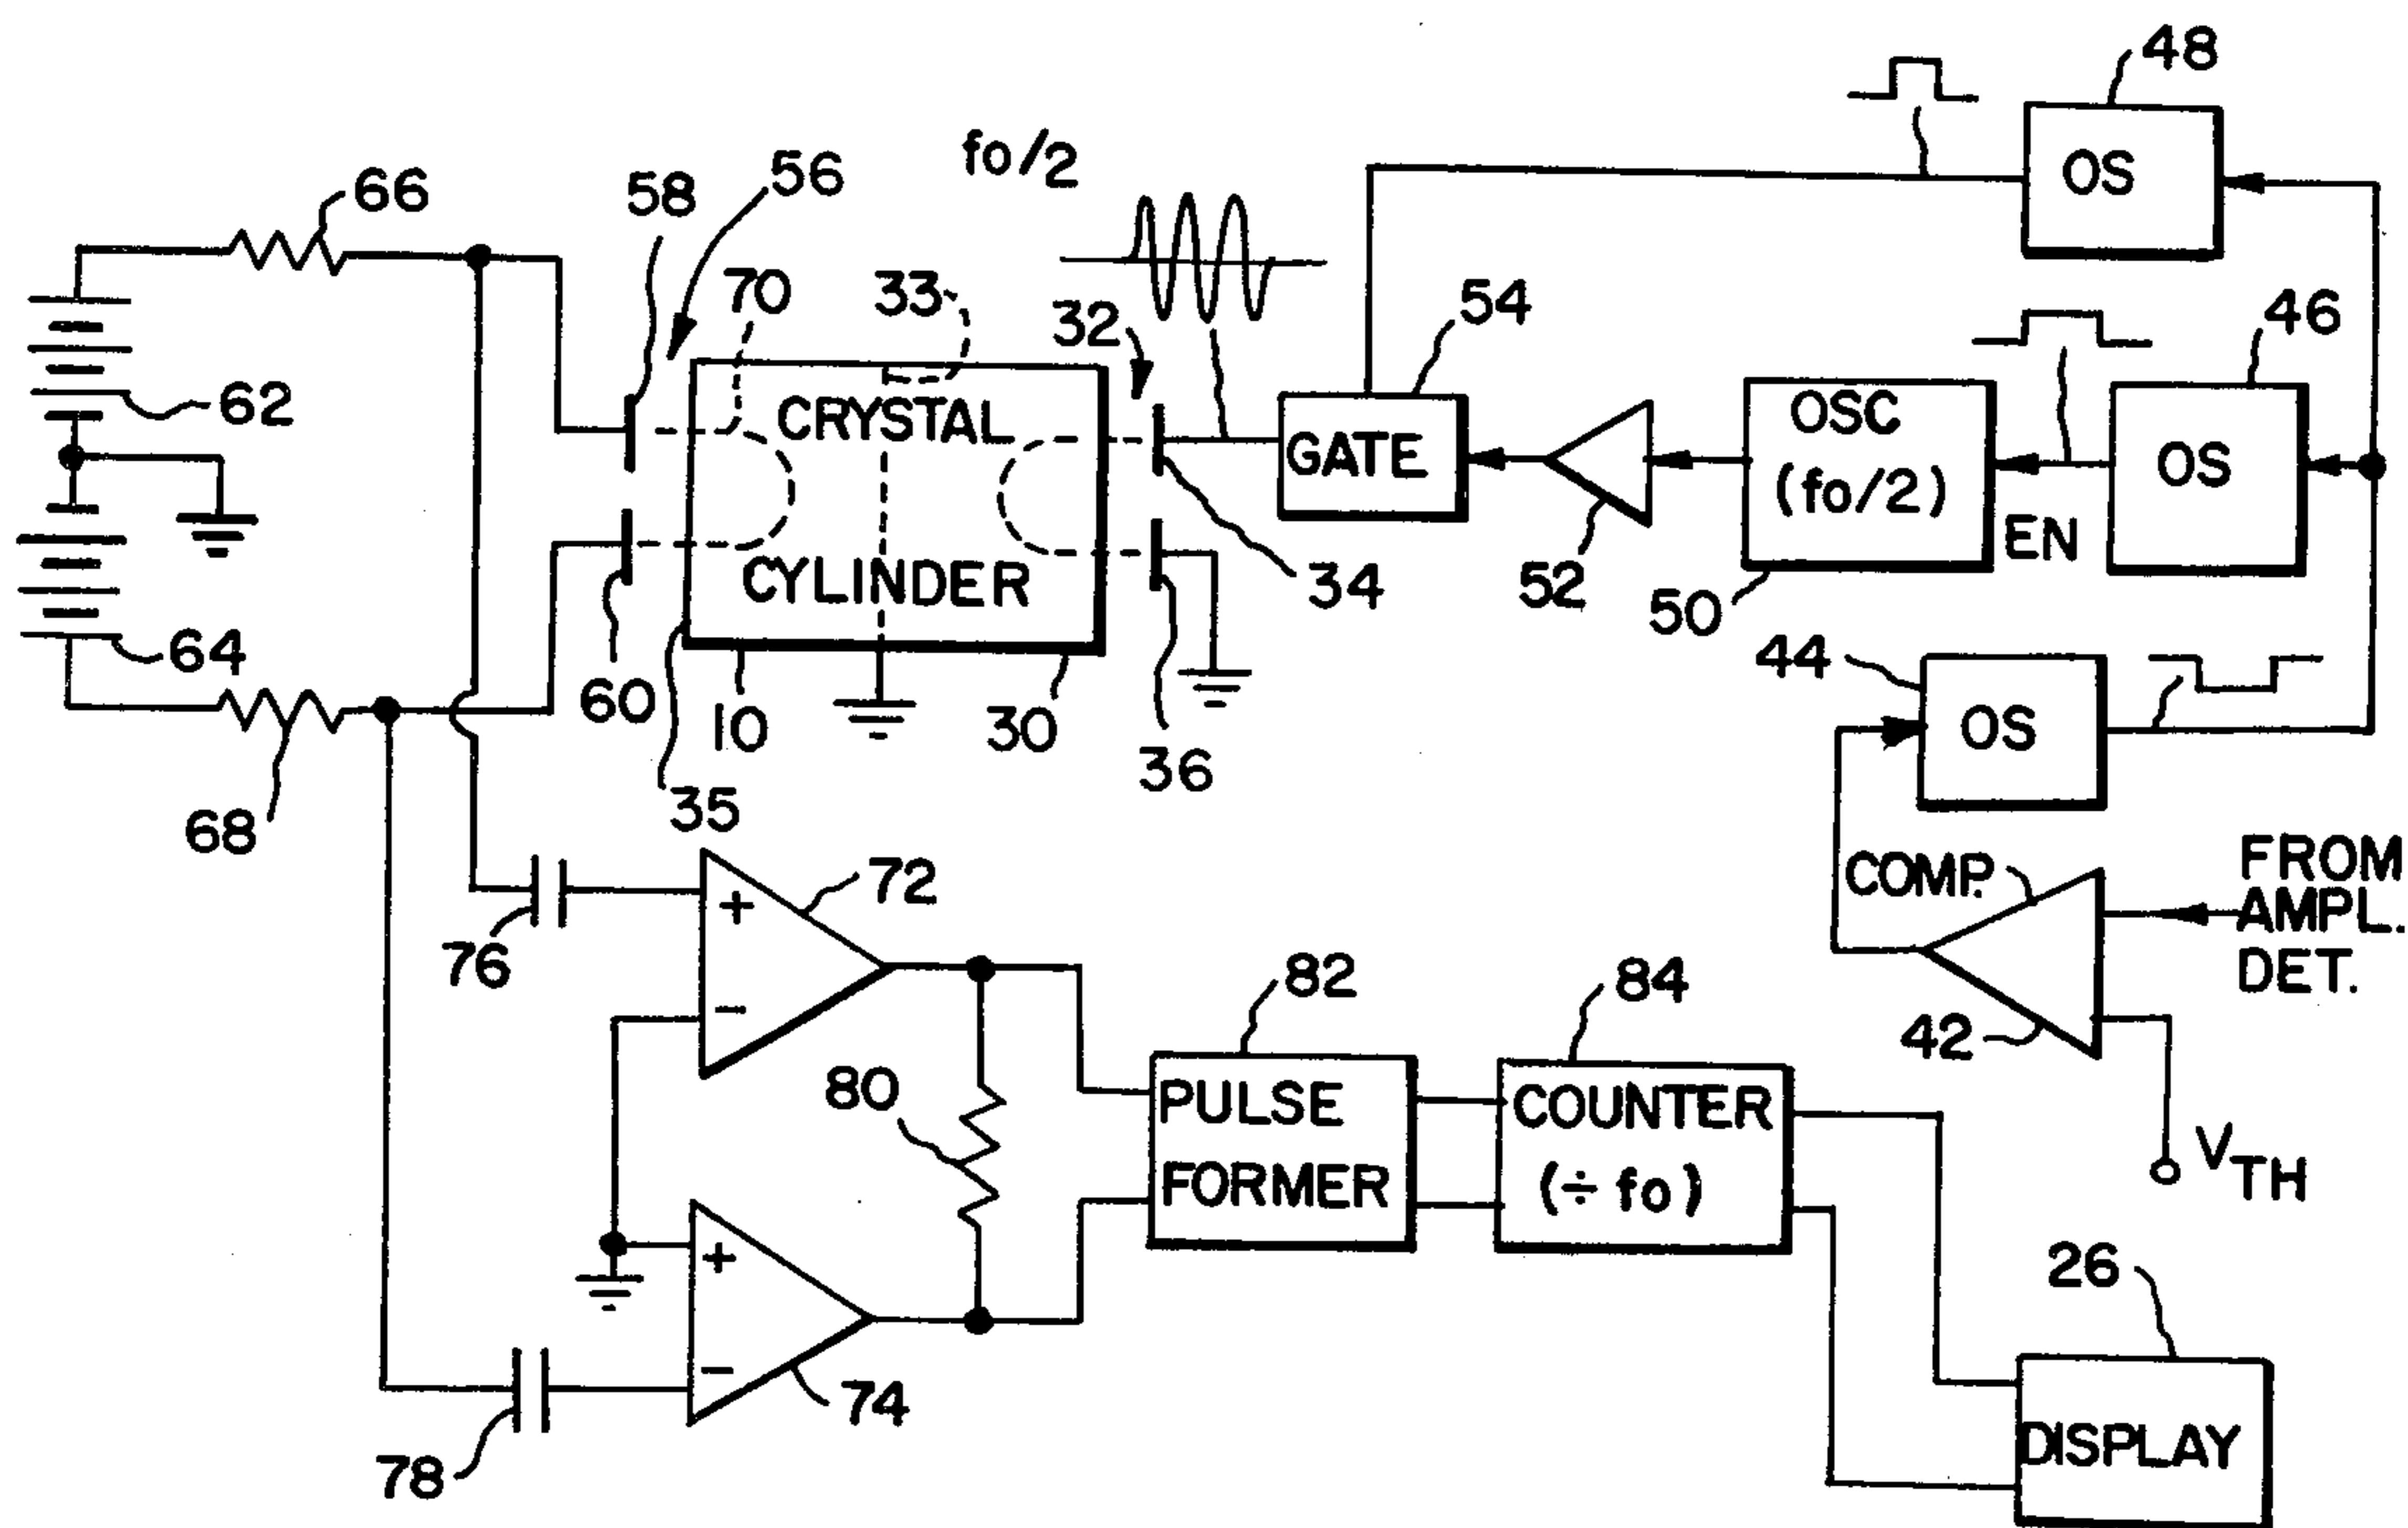 48
OS
fo/2
66
58
56
70
33
32
54
46
62
CRYSTAL
CYLINDER
GATE
OSC
(fo/2)
EN
OS
34
52
50
64
60
10
30
36
35
68
44
OS
COMP.
FROM
AMPL.
DET.
42
VTH
76
+
−
72
80
82
84
PULSE
FORMER
COUNTER
(÷ fo)
+
−
74
78
26
DISPLAY